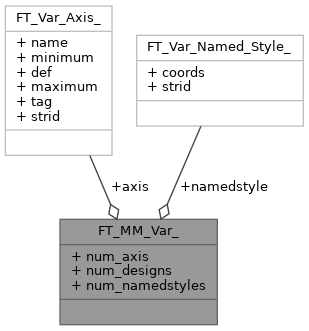 FT_Var_Axis_
+ name
+ minimum
+ def
+ maximum
+ tag
+ strid
FT_Var_Named_Style_
+ coords
+ strid
+axis
+namedstyle
FT_MM_Var_
+ num_axis
+ num_designs
+ num_namedstyles